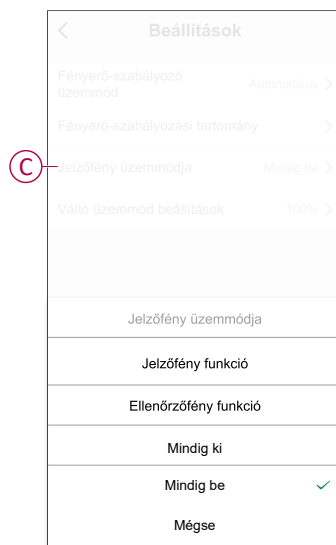 Beállítások
Fényerő-szabályozó
üzemmód
Automatikus
Fényerő-szabályozási tartomány
C
Jelzőfény üzemmódja
Mindig be
Váltó üzemmód beállítások
100%
Jelzőfény üzemmódja
Jelzőfény funkció
Ellenőrzőfény funkció
Mindig ki
Mindig be
Mégse